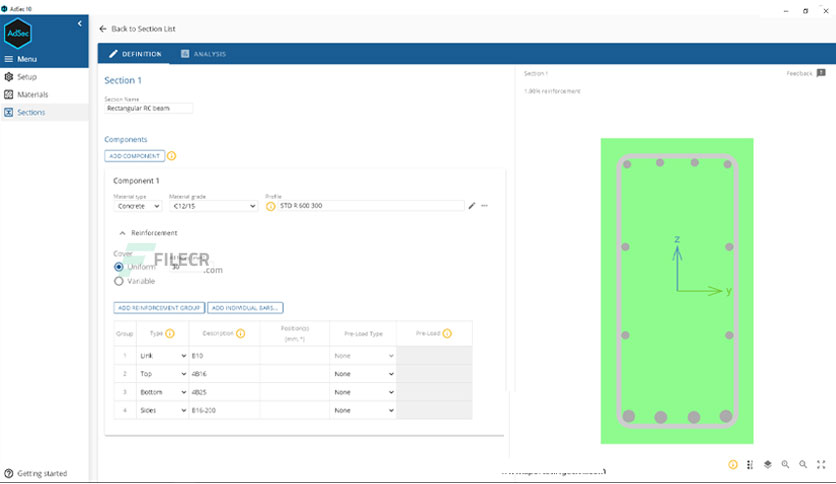 AdSec 10
AdSec
Menu
Setup
Materials
Sections
Getting started
Back to Section List
DEFINITION
ANALYSIS
Section 1
Section Name
Rectangular RC beam
Components
ADD COMPONENT
Component 1
Material type
Concrete
Material grade
C12/15
Profile
STD R 600 300
Reinforcement
Cover
Uniform
30
Variable
FILECR
.com
ADD REINFORCEMENT GROUP
ADD INDIVIDUAL BARS...
Group Type Description Position(s) Pre-Load Type Pre-Load
[mm, °]
1 Link B10 None
2 Top 4B16 None
3 Bottom 4B25 None
4 Sides B16-200 None
Section 1
Feedback
reinforcement
z
y